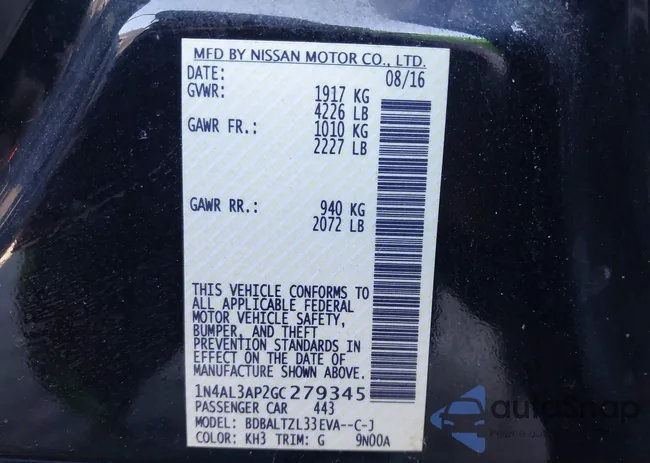 MFD BY NISSAN MOTOR CO., LTD.
DATE: 08/16
GVWR: 1917 KG
4226 LB
GAWR FR.: 1010 KG
2227 LB
GAWR RR.: 940 KG
2072 LB
THIS VEHICLE CONFORMS TO
ALL APPLICABLE FEDERAL
MOTOR VEHICLE SAFETY,
BUMPER, AND THEFT
PREVENTION STANDARDS IN
EFFECT ON THE DATE OF
MANUFACTURE SHOWN ABOVE.
1N4AL3AP2GC279345
PASSENGER CAR 443
MODEL: BDBALTZL33EVA--C-J
COLOR: KH3 TRIM: G 9N00A
autosnap